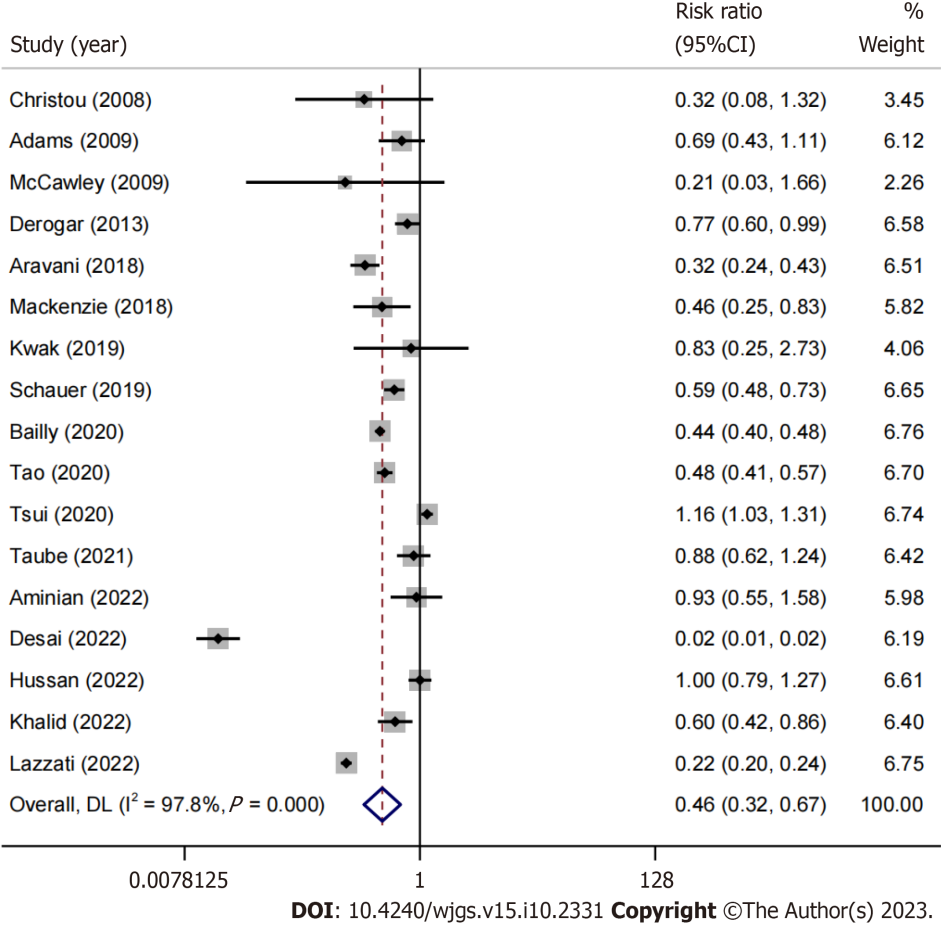 Risk ratio %
Study (year) (95%CI) Weight
Christou (2008) 0.32 (0.08, 1.32) 3.45
Adams (2009) 0.69 (0.43, 1.11) 6.12
McCawley (2009) 0.21 (0.03, 1.66) 2.26
Derogar (2013) 0.77 (0.60, 0.99) 6.58
Aravani (2018) 0.32 (0.24, 0.43) 6.51
Mackenzie (2018) 0.46 (0.25, 0.83) 5.82
Kwak (2019) 0.83 (0.25, 2.73) 4.06
Schauer (2019) 0.59 (0.48, 0.73) 6.65
Bailly (2020) 0.44 (0.40, 0.48) 6.76
Tao (2020) 0.48 (0.41, 0.57) 6.70
Tsui (2020) 1.16 (1.03, 1.31) 6.74
Taube (2021) 0.88 (0.62, 1.24) 6.42
Aminian (2022) 0.93 (0.55, 1.58) 5.98
Desai (2022) 0.02 (0.01, 0.02) 6.19
Hussan (2022) 1.00 (0.79, 1.27) 6.61
Khalid (2022) 0.60 (0.42, 0.86) 6.40
Lazzati (2022) 0.22 (0.20, 0.24) 6.75
Overall, DL (I² = 97.8%, P = 0.000) 0.46 (0.32, 0.67) 100.00
0.0078125 1 128
DOI: 10.4240/wjgs.v15.i10.2331 Copyright ©The Author(s) 2023.